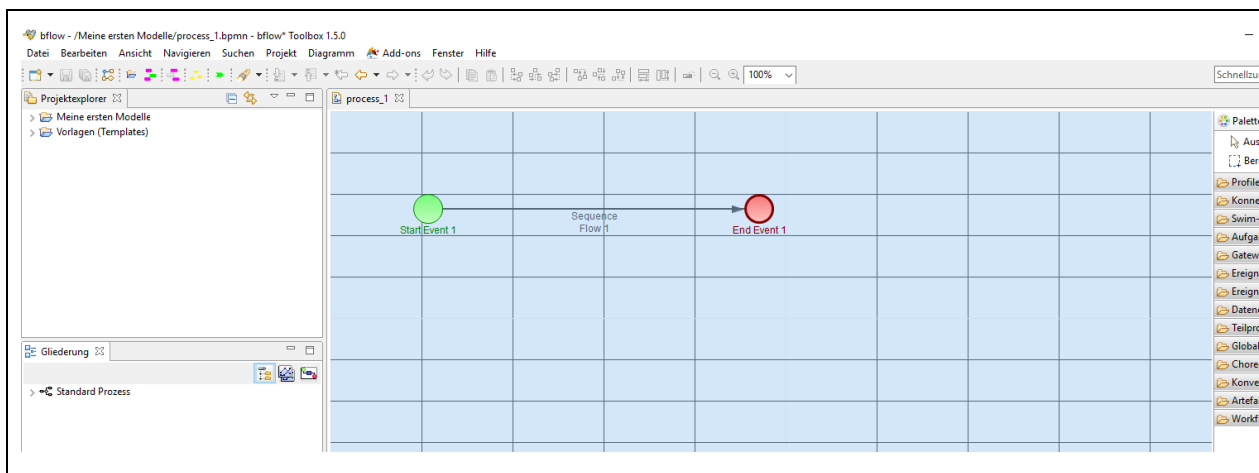 bflow - /Meine ersten Modelle/process_1.bpmn - bflow* Toolbox 1.5.0
Datei Bearbeiten Ansicht Navigieren Suchen Projekt Diagramm Add-ons Fenster Hilfe
100%
Schnellzu
Projektexplorer
Meine ersten Modelle
Vorlagen (Templates)
process_1
Start Event 1
Sequence
Flow 1
End Event 1
Palette
Aus
Ber
Profile
Konne
Swim-
Aufga
Gatew
Ereign
Ereign
Daten
Teilpro
Global
Chore
Konve
Artefa
Workf
Gliederung
Standard Prozess